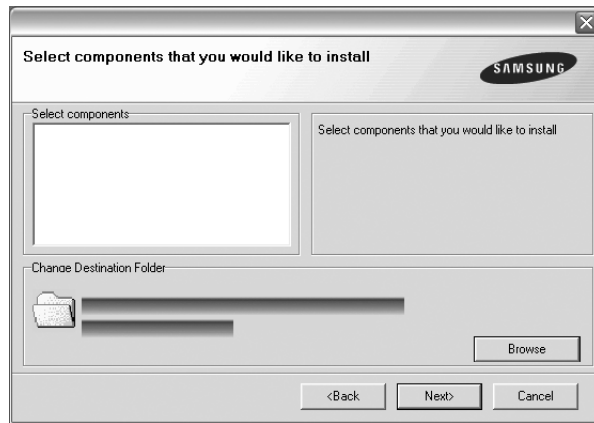 Select components that you would like to install
SAMSUNG
Select components
Select components that you would like to install
Change Destination Folder
Browse
<Back
Next>
Cancel